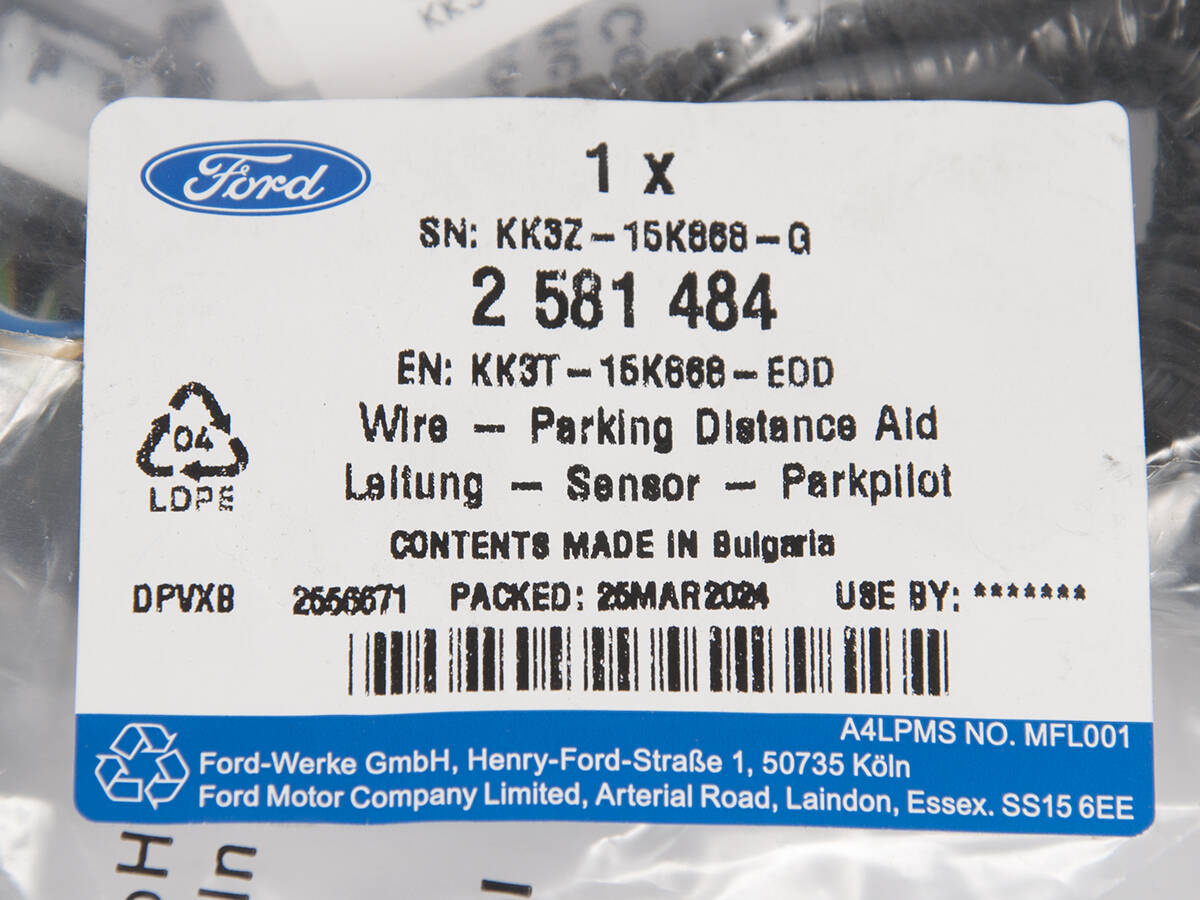 Ford
1 x
SN: KK3Z-15K868-G
2 581 484
EN: KK3T-15K868-EDD
Wire - Parking Distance Aid
Leitung - Sensor - Parkpilot
04
LDPE
CONTENTS MADE IN Bulgaria
DPVXB 2556671 PACKED: 25MAR2024 USE BY: *******
A4LPMS NO. MFL001
Ford-Werke GmbH, Henry-Ford-Straße 1, 50735 Köln
Ford Motor Company Limited, Arterial Road, Laindon, Essex. SS15 6EE